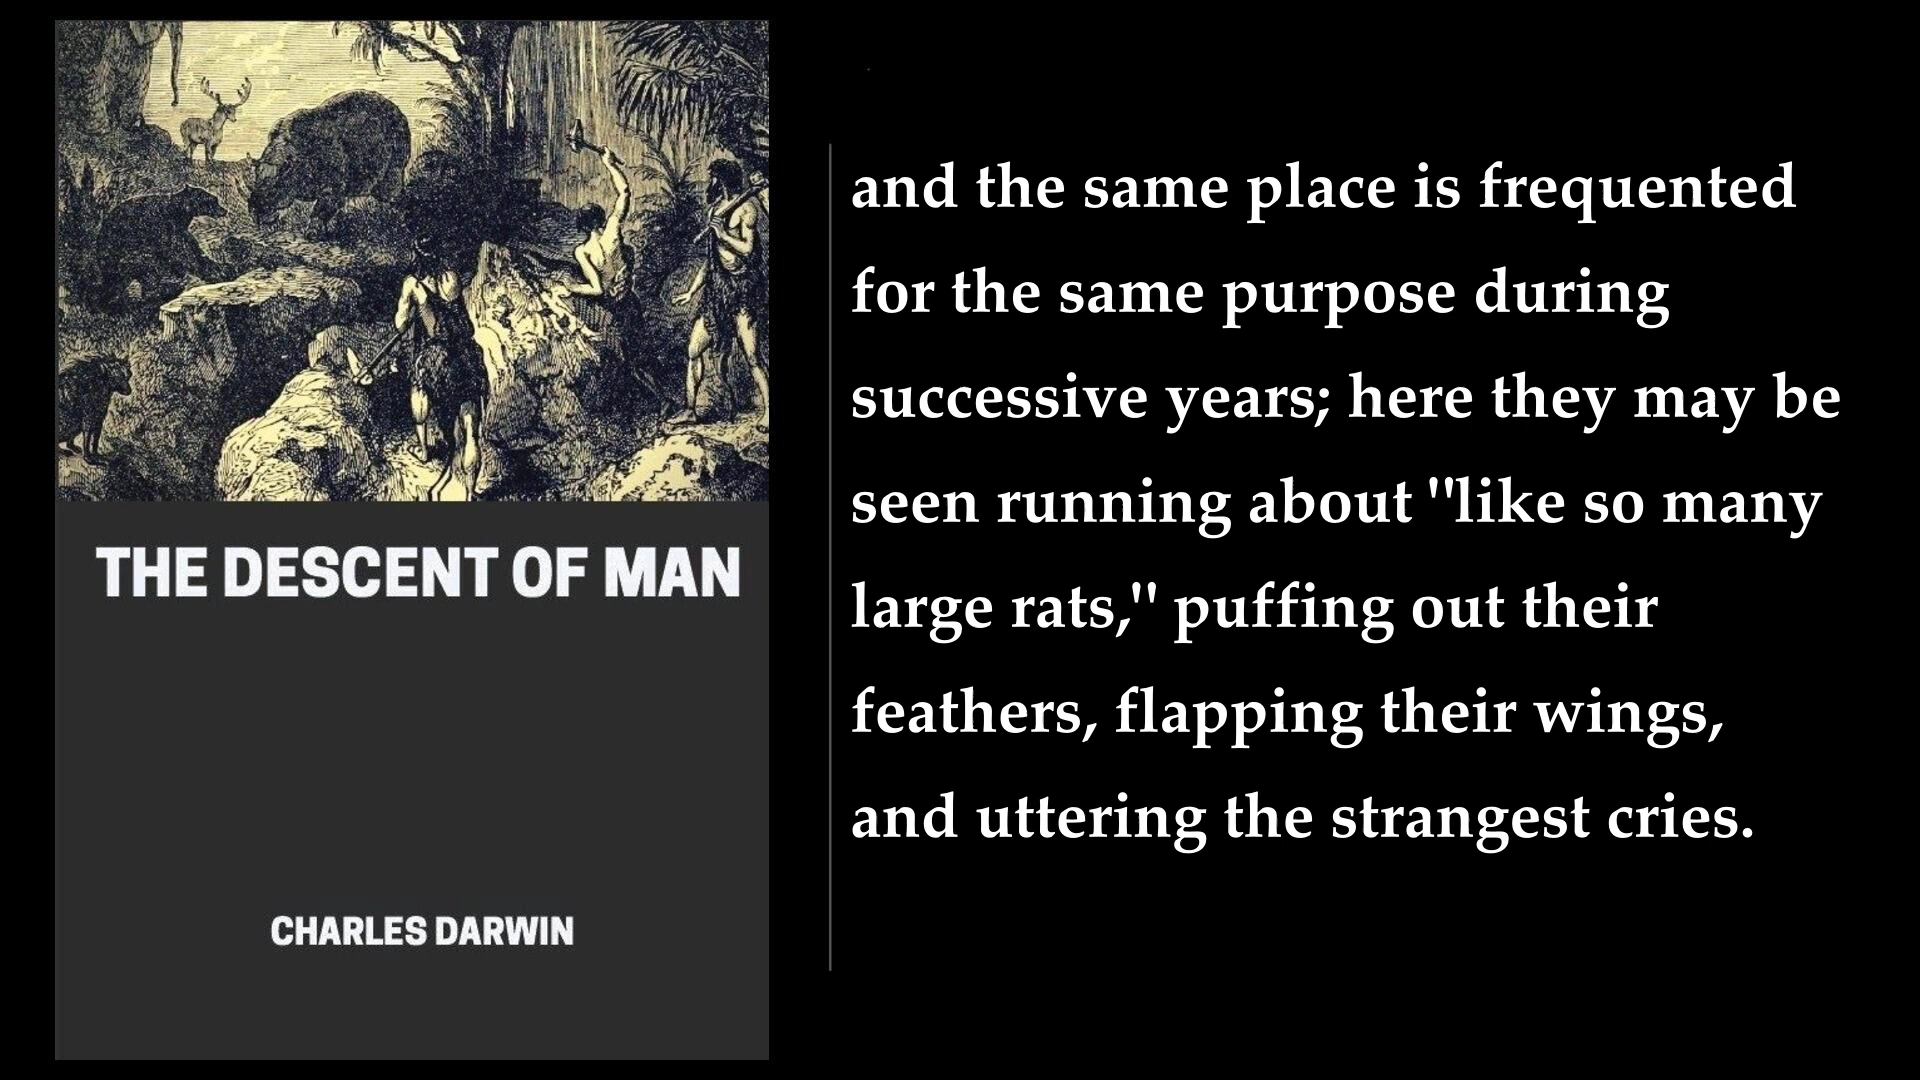 THE DESCENT OF MAN
CHARLES DARWIN
and the same place is frequented
for the same purpose during
successive years; here they may be
seen running about "like so many
large rats," puffing out their
feathers, flapping their wings,
and uttering the strangest cries.